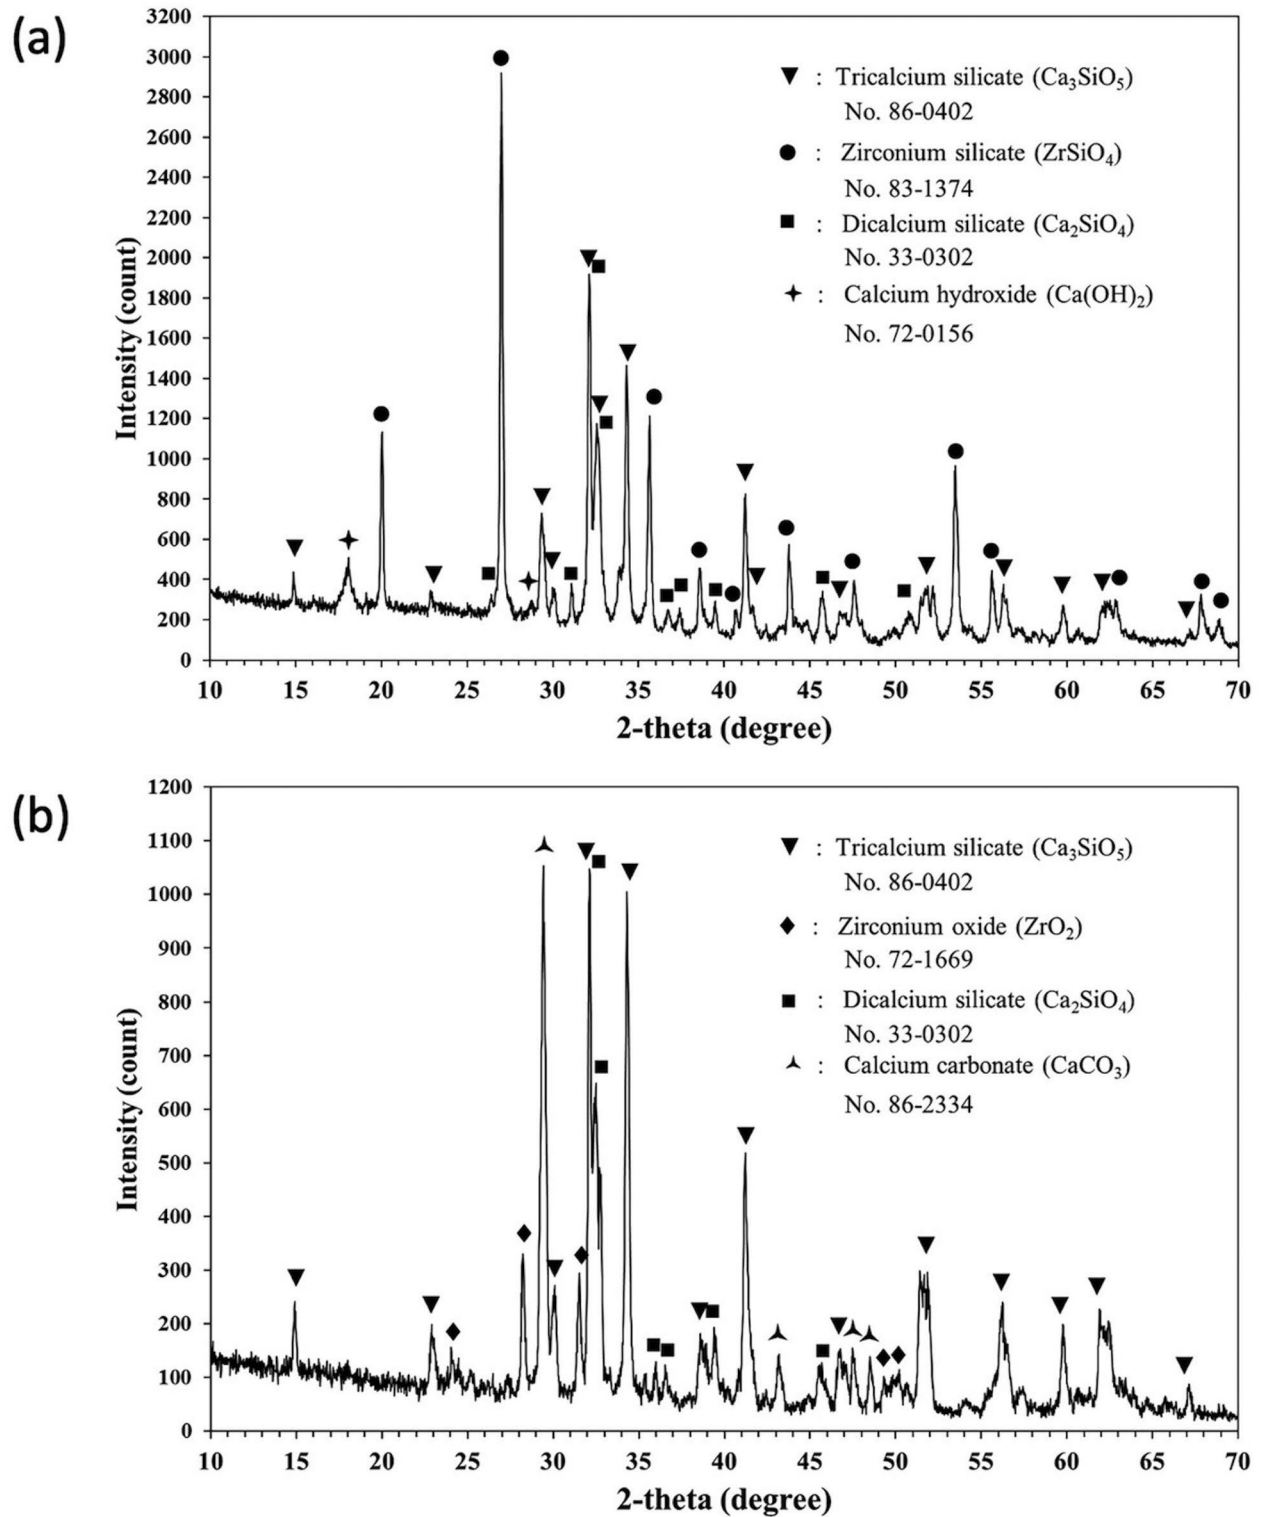 (a)
3200
3000
2800
2600
2400
2200
2000
1800
1600
1400
1200
1000
800
600
400
200
0
Intensity (count)
▼ : Tricalcium silicate (Ca₃SiO₅)
No. 86-0402
● : Zirconium silicate (ZrSiO₄)
No. 83-1374
■ : Dicalcium silicate (Ca₂SiO₄)
No. 33-0302
✦ : Calcium hydroxide (Ca(OH)₂)
No. 72-0156
10 15 20 25 30 35 40 45 50 55 60 65 70
2-theta (degree)
(b)
1200
1100
1000
900
800
700
600
500
400
300
200
100
0
Intensity (count)
▼ : Tricalcium silicate (Ca₃SiO₅)
No. 86-0402
◆ : Zirconium oxide (ZrO₂)
No. 72-1669
■ : Dicalcium silicate (Ca₂SiO₄)
No. 33-0302
⅄ : Calcium carbonate (CaCO₃)
No. 86-2334
10 15 20 25 30 35 40 45 50 55 60 65 70
2-theta (degree)